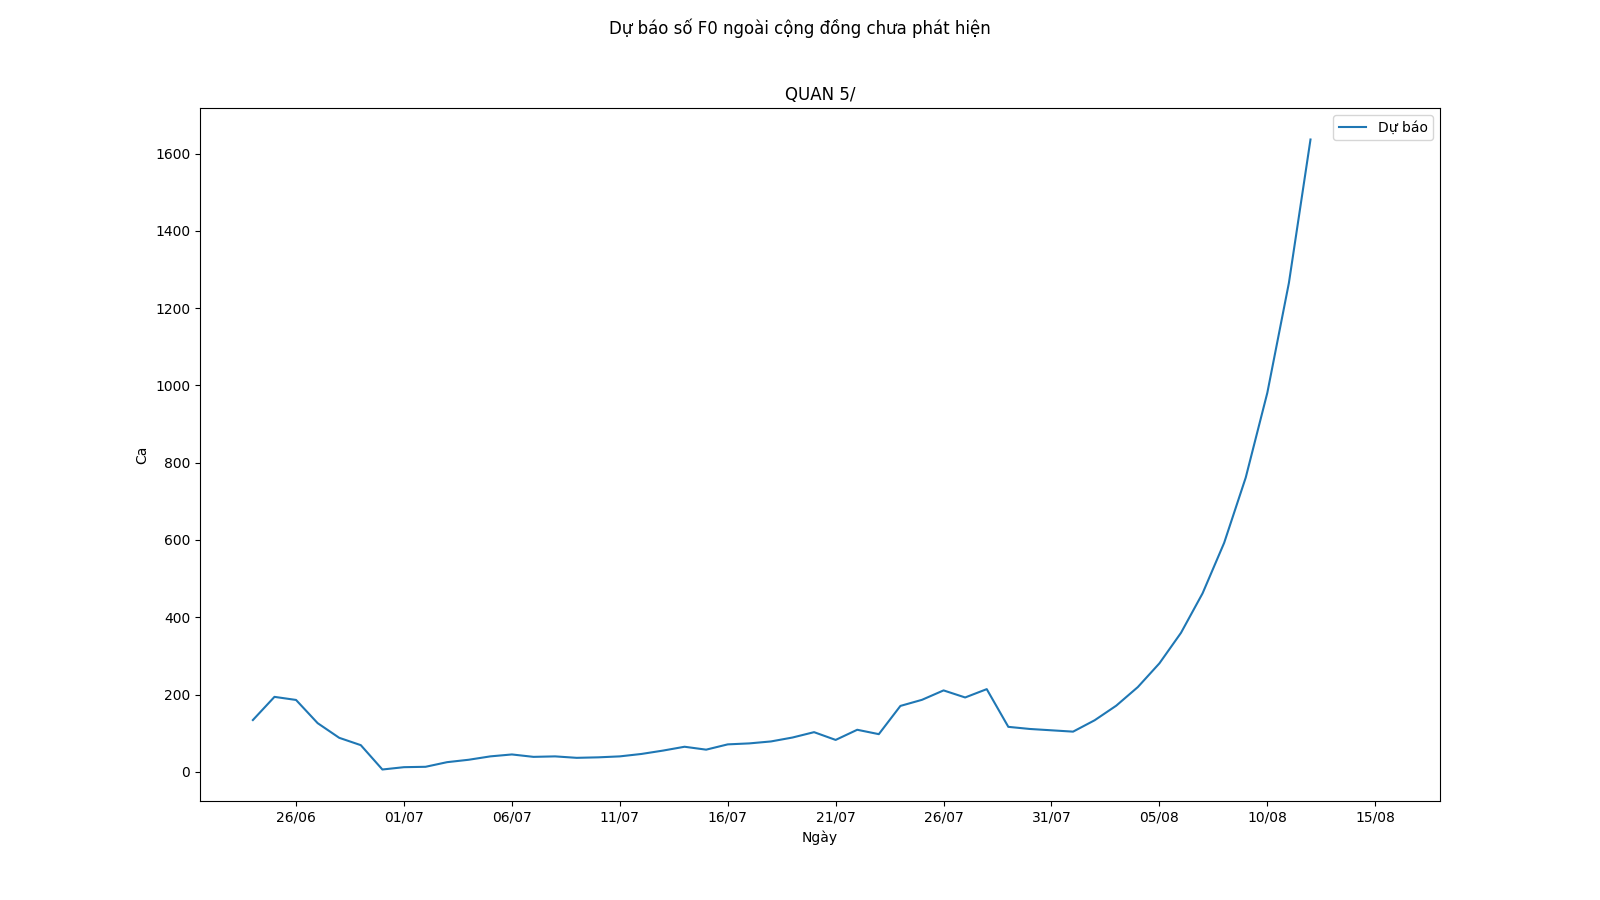 Dự báo số F0 ngoài cộng đồng chưa phát hiện
QUAN 5/
Dự báo
1600
1400
1200
1000
800
600
400
200
0
Ca
26/06 01/07 06/07 11/07 16/07 21/07 26/07 31/07 05/08 10/08 15/08
Ngày